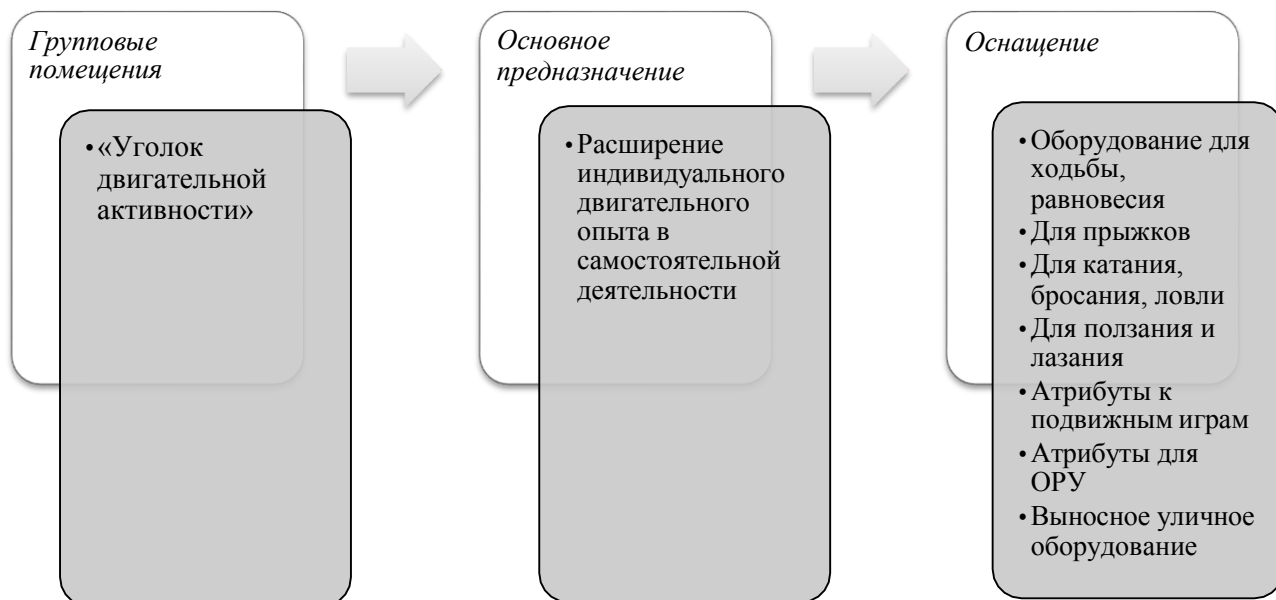 Групповые
помещения
•«Уголок
двигательной
активности»
Основное
предназначение
•Расширение
индивидуального
двигательного
опыта в
самостоятельной
деятельности
Оснащение
•Оборудование для
ходьбы,
равновесия
•Для прыжков
•Для катания,
бросания, ловли
•Для ползания и
лазания
•Атрибуты к
подвижным играм
•Атрибуты для
ОРУ
•Выносное уличное
оборудование